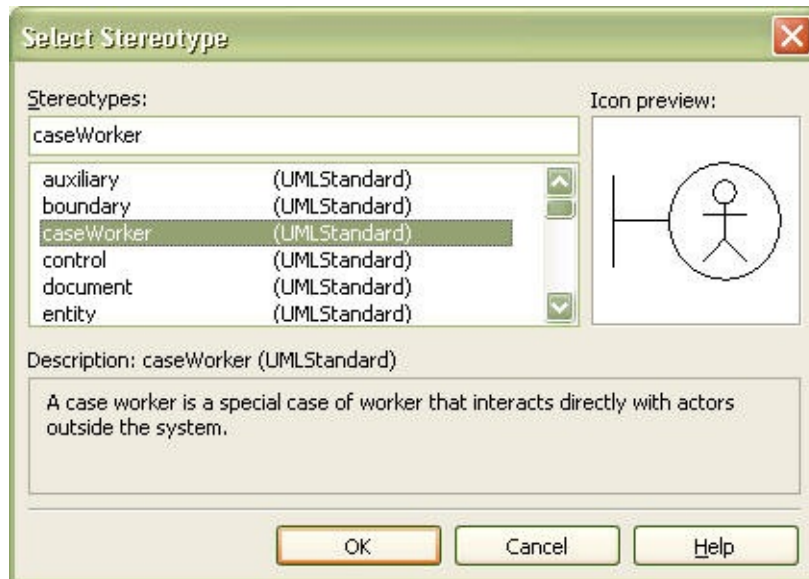 Select Stereotype
Stereotypes:
Icon preview:
caseWorker
auxiliary (UMLStandard)
boundary (UMLStandard)
caseWorker (UMLStandard)
control (UMLStandard)
document (UMLStandard)
entity (UMLStandard)
Description: caseWorker (UMLStandard)
A case worker is a special case of worker that interacts directly with actors
outside the system.
OK Cancel Help